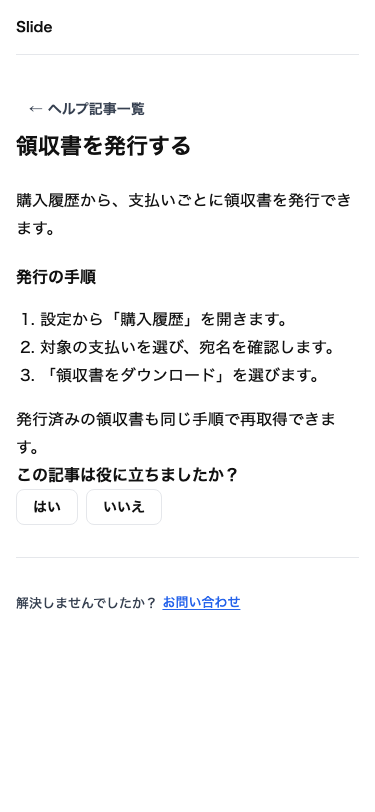 Slide
← ヘルプ記事一覧
領収書を発行する
購入履歴から、支払いごとに領収書を発行でき
ます。
発行の手順
1. 設定から「購入履歴」を開きます。
2. 対象の支払いを選び、宛名を確認します。
3. 「領収書をダウンロード」を選びます。
発行済みの領収書も同じ手順で再取得できま
す。
この記事は役に立ちましたか？
はい いいえ
解決しませんでしたか？ お問い合わせ